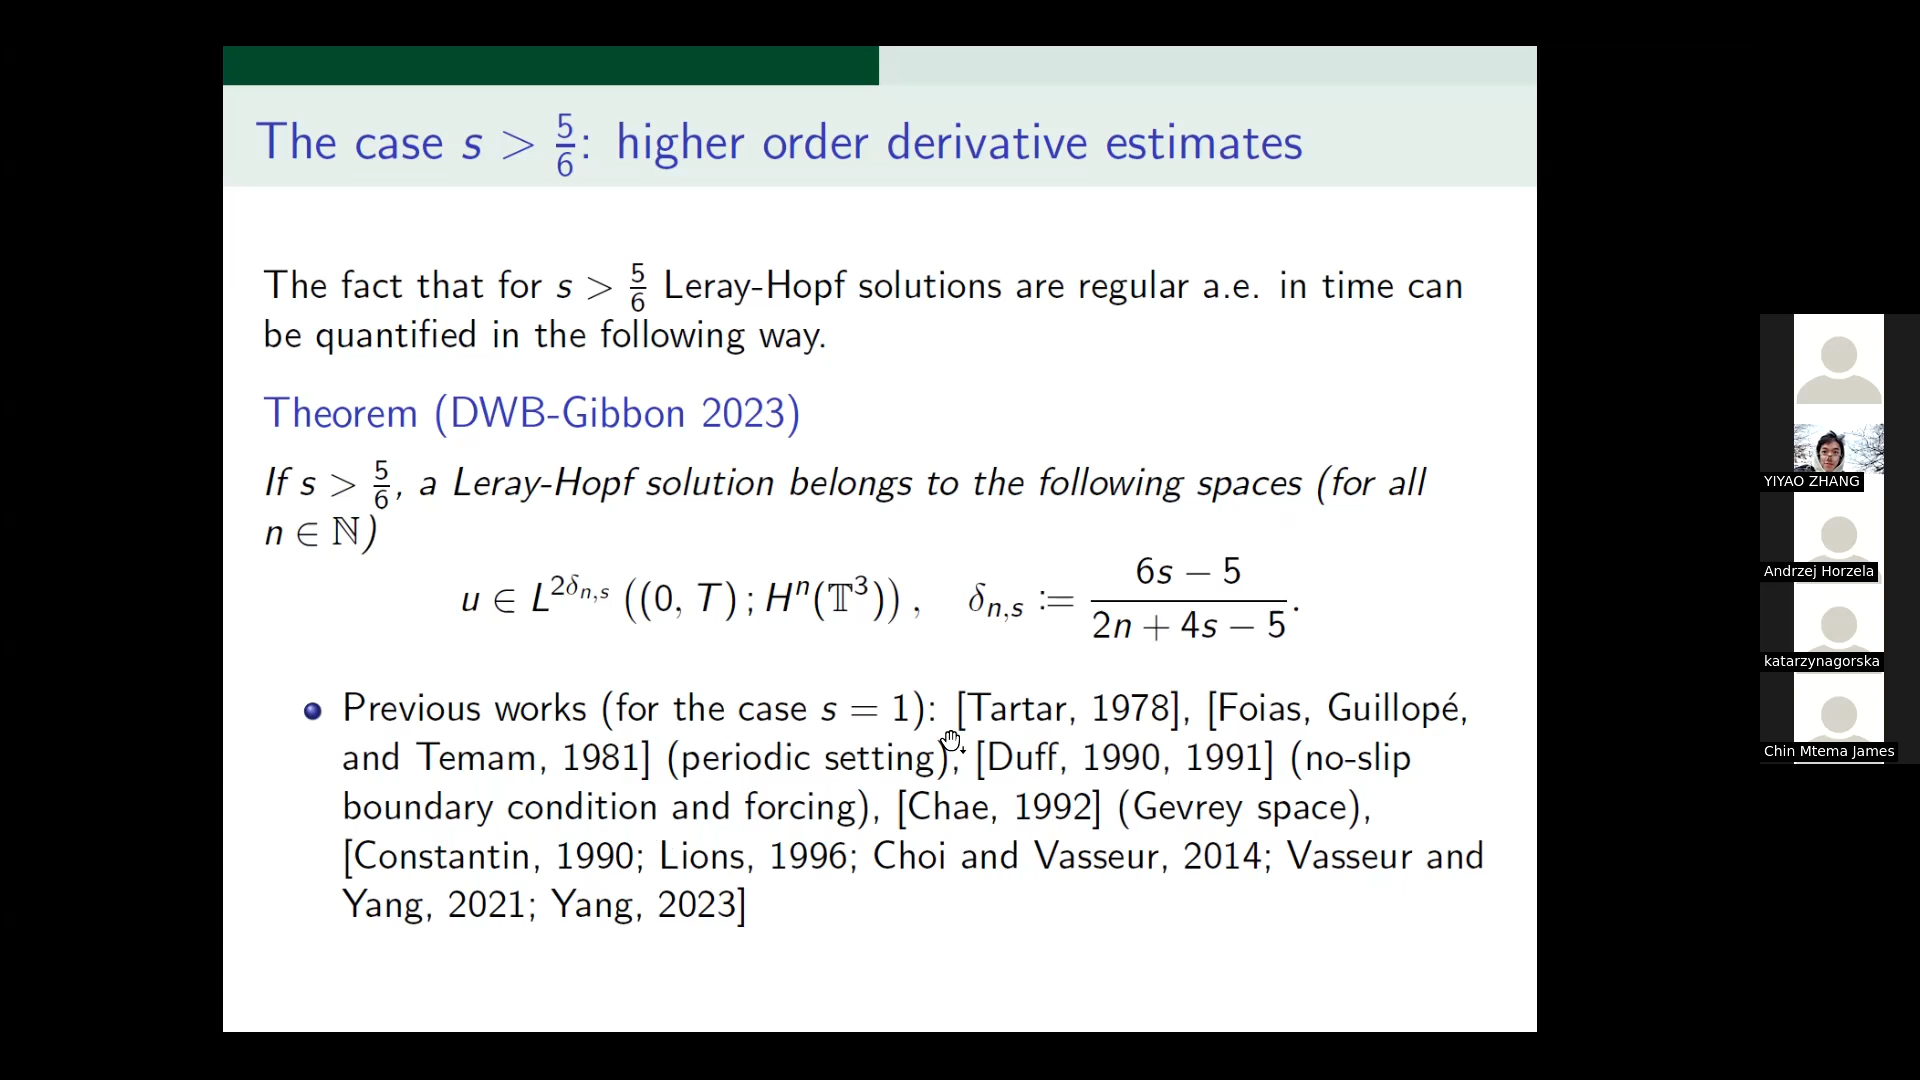 The case s > 5/6: higher order derivative estimates
The fact that for s > 5/6 Leray-Hopf solutions are regular a.e. in time can
be quantified in the following way.
Theorem (DWB-Gibbon 2023)
If s > 5/6, a Leray-Hopf solution belongs to the following spaces (for all
n ∈ ℕ)
u ∈ L^{2δ_{n,s}} ((0, T) ; H^n(𝕋^3)) , δ_{n,s} := (6s − 5)/(2n + 4s − 5).
Previous works (for the case s = 1): [Tartar, 1978], [Foias, Guillopé,
and Temam, 1981] (periodic setting), [Duff, 1990, 1991] (no-slip
boundary condition and forcing), [Chae, 1992] (Gevrey space),
[Constantin, 1990; Lions, 1996; Choi and Vasseur, 2014; Vasseur and
Yang, 2021; Yang, 2023]
YIYAO ZHANG
Andrzej Horzela
katarzynagorska
Chin Mtema James